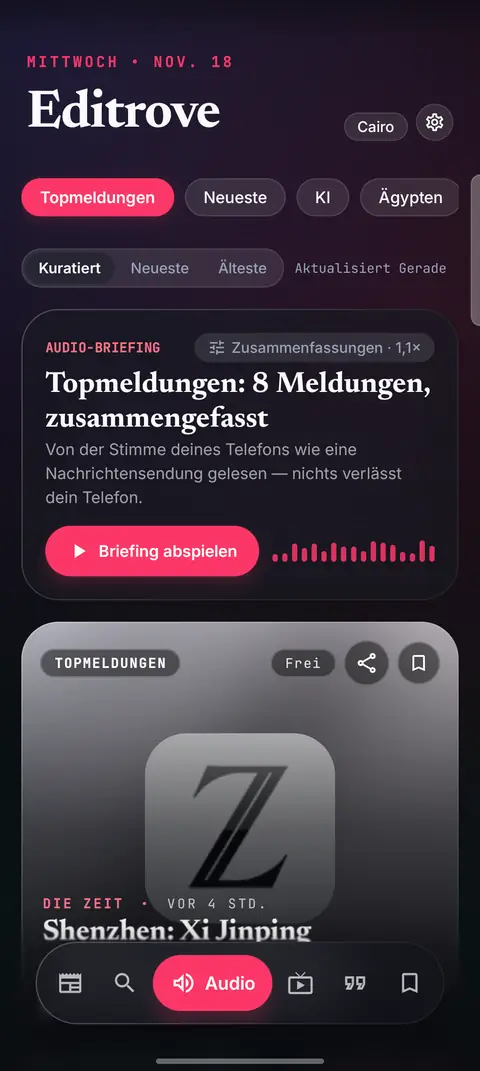 MITTWOCH • NOV. 18
Editrove
Cairo
Topmeldungen
Neueste
KI
Ägypten
Kuratiert
Neueste
Älteste
Aktualisiert Gerade
AUDIO-BRIEFING
Zusammenfassungen · 1,1×
Topmeldungen: 8 Meldungen,
zusammengefasst
Von der Stimme deines Telefons wie eine
Nachrichtensendung gelesen — nichts verlässt
dein Telefon.
Briefing abspielen
TOPMELDUNGEN
Frei
Z
DIE ZEIT • VOR 4 STD.
Shenzhen: Xi Jinping
Audio